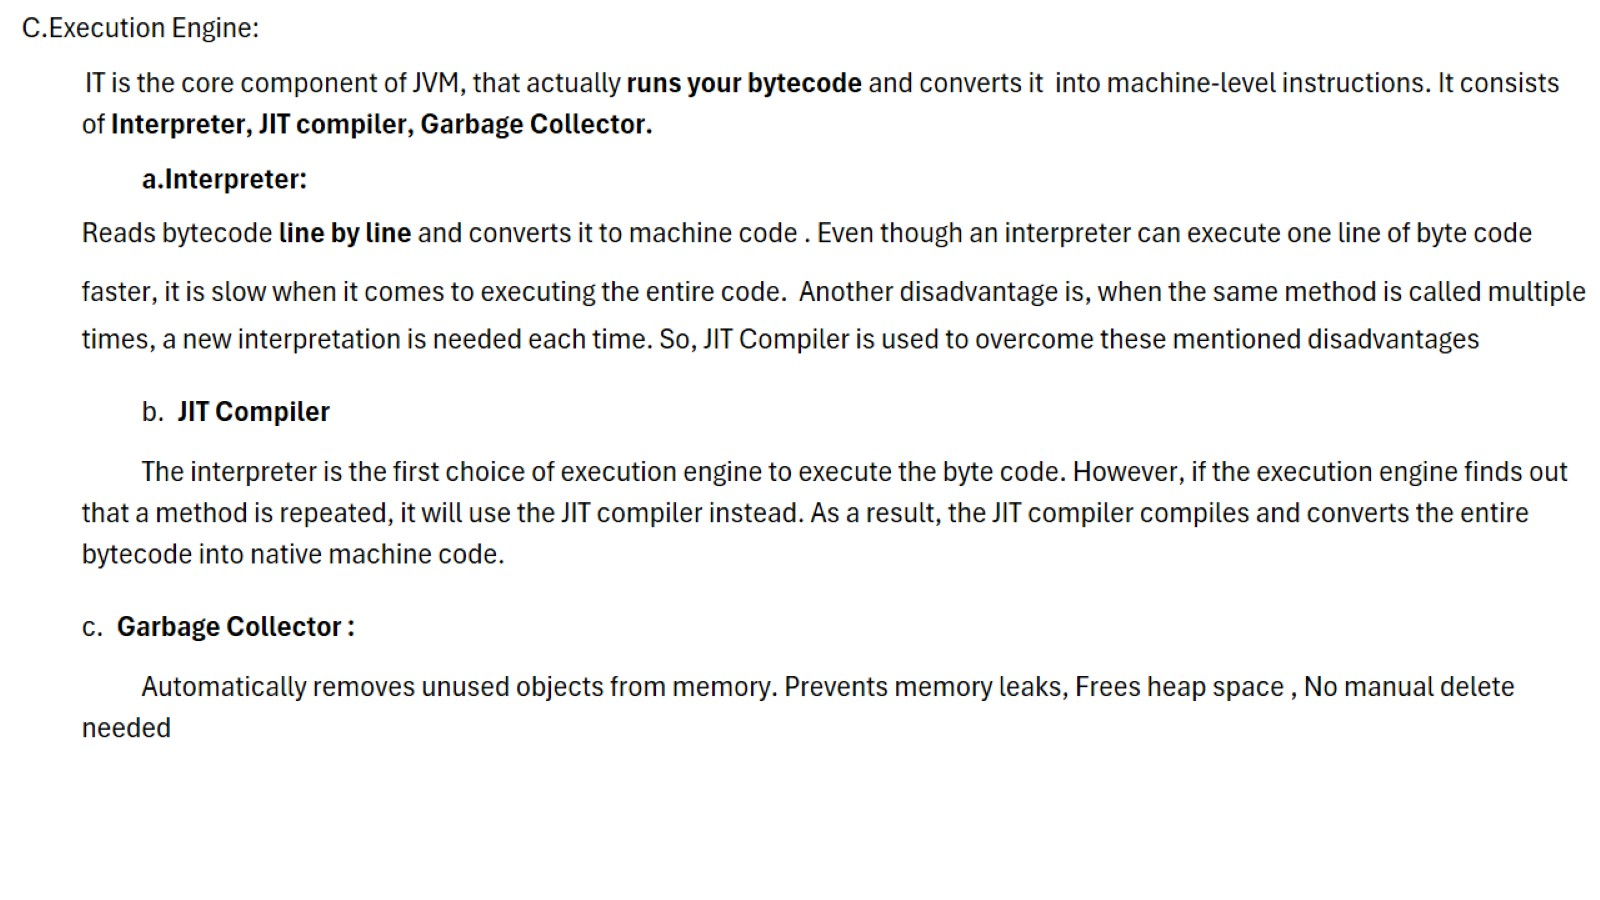 C.Execution Engine:
IT is the core component of JVM, that actually runs your bytecode and converts it  into machine-level instructions. It consists
of Interpreter, JIT compiler, Garbage Collector.
a.Interpreter:
Reads bytecode line by line and converts it to machine code . Even though an interpreter can execute one line of byte code
faster, it is slow when it comes to executing the entire code.  Another disadvantage is, when the same method is called multiple
times, a new interpretation is needed each time. So, JIT Compiler is used to overcome these mentioned disadvantages
b.  JIT Compiler
The interpreter is the first choice of execution engine to execute the byte code. However, if the execution engine finds out
that a method is repeated, it will use the JIT compiler instead. As a result, the JIT compiler compiles and converts the entire
bytecode into native machine code.
c.  Garbage Collector :
Automatically removes unused objects from memory. Prevents memory leaks, Frees heap space , No manual delete
needed